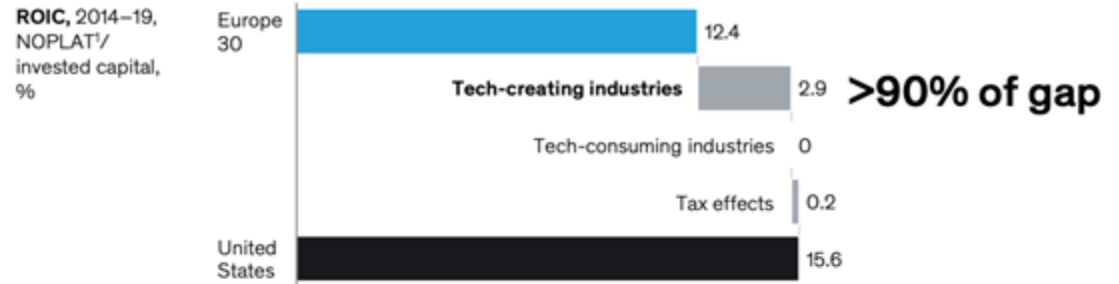 ROIC, 2014–19,
NOPLAT¹/
invested capital,
%
Europe
30
12.4
Tech-creating industries
2.9
>90% of gap
Tech-consuming industries
0
Tax effects
0.2
United
States
15.6